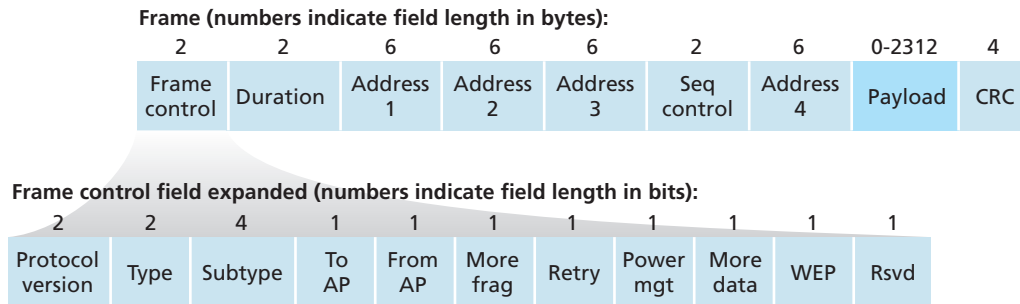 Frame (numbers indicate field length in bytes):
2 2 6 6 6 2 6 0-2312 4
Frame control Duration Address 1 Address 2 Address 3 Seq control Address 4 Payload CRC
Frame control field expanded (numbers indicate field length in bits):
2 2 4 1 1 1 1 1 1 1 1
Protocol version Type Subtype To AP From AP More frag Retry Power mgt More data WEP Rsvd